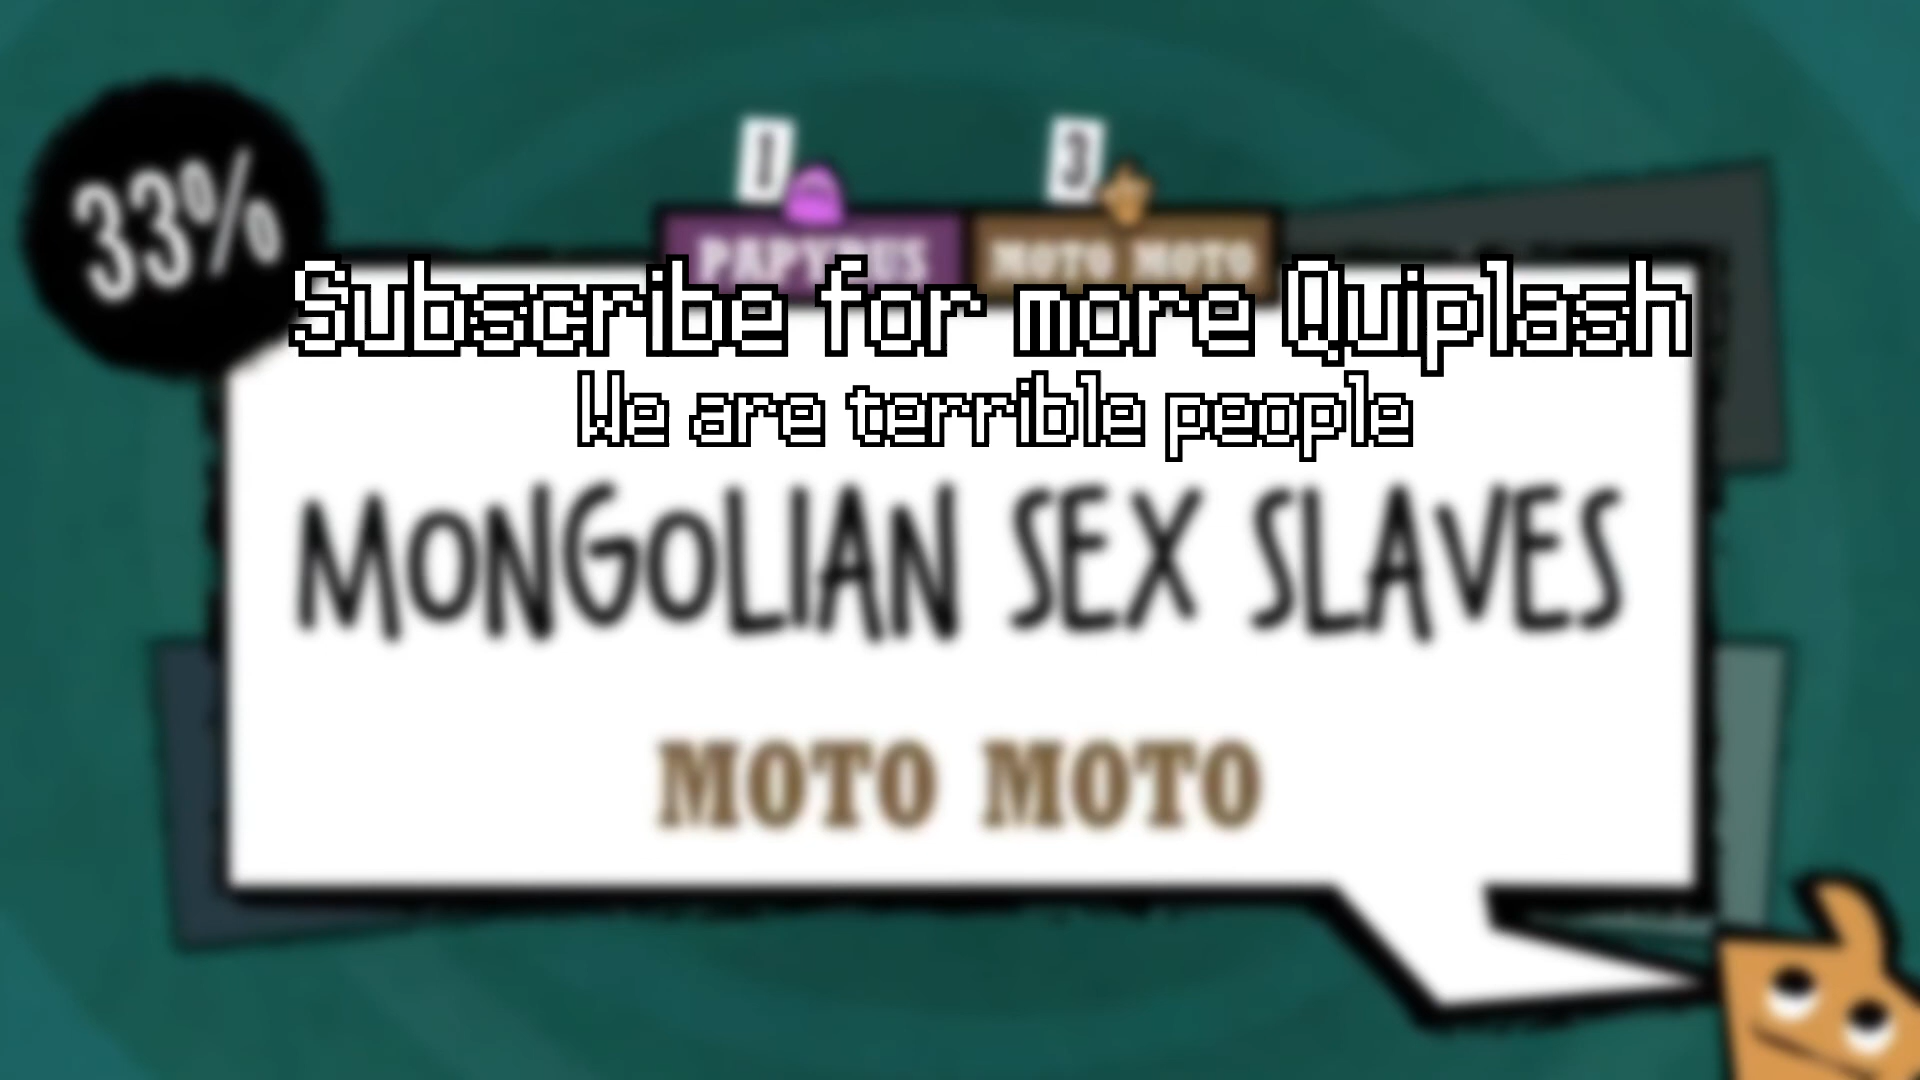 33%
1
3
PAPYRUS
MOTO MOTO
Subscribe for more Quiplash
We are terrible people
MONGOLIAN SEX SLAVES
MOTO MOTO